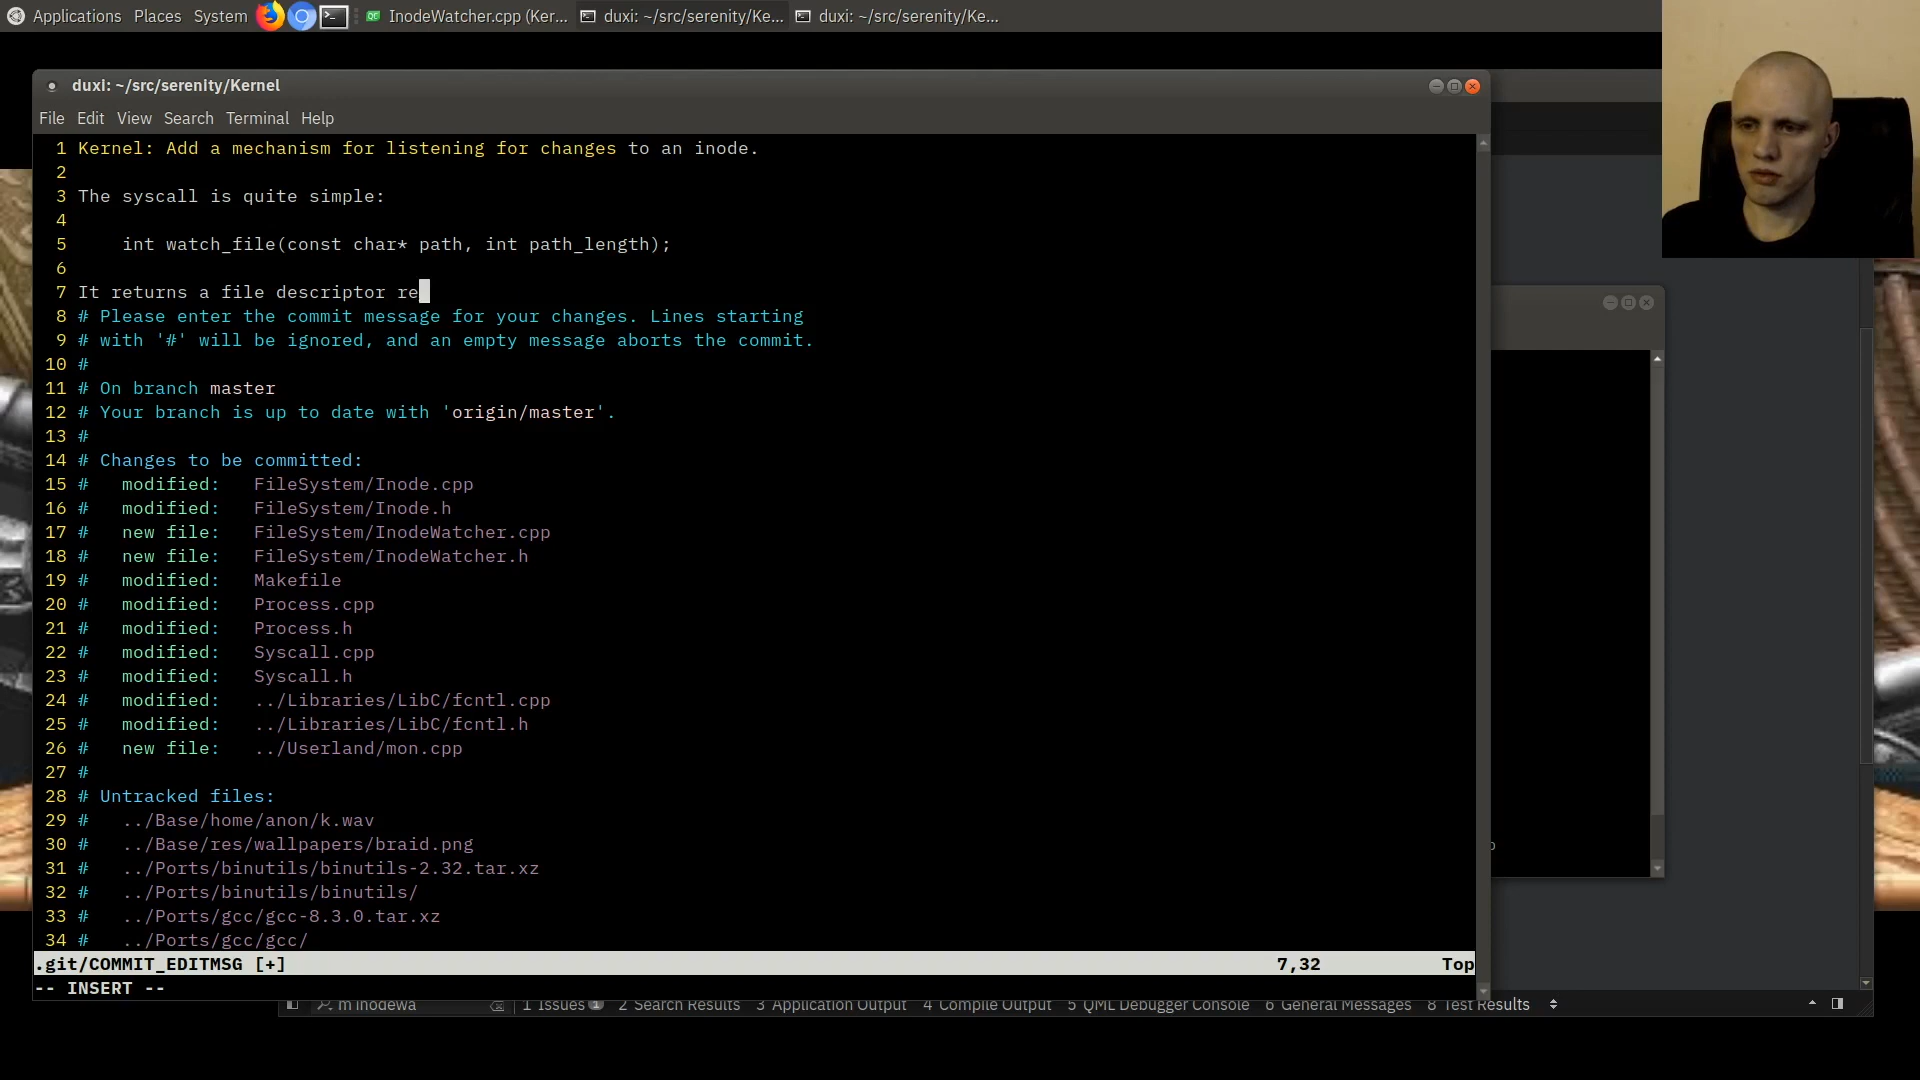 Applications Places System InodeWatcher.cpp (Ker... duxi: ~/src/serenity/Ke... duxi: ~/src/serenity/Ke...
duxi: ~/src/serenity/Kernel
File Edit View Search Terminal Help
1 Kernel: Add a mechanism for listening for changes to an inode.
2
3 The syscall is quite simple:
4
5 int watch_file(const char* path, int path_length);
6
7 It returns a file descriptor re
8 # Please enter the commit message for your changes. Lines starting
9 # with '#' will be ignored, and an empty message aborts the commit.
10 #
11 # On branch master
12 # Your branch is up to date with 'origin/master'.
13 #
14 # Changes to be committed:
15 # modified: FileSystem/Inode.cpp
16 # modified: FileSystem/Inode.h
17 # new file: FileSystem/InodeWatcher.cpp
18 # new file: FileSystem/InodeWatcher.h
19 # modified: Makefile
20 # modified: Process.cpp
21 # modified: Process.h
22 # modified: Syscall.cpp
23 # modified: Syscall.h
24 # modified: ../Libraries/LibC/fcntl.cpp
25 # modified: ../Libraries/LibC/fcntl.h
26 # new file: ../Userland/mon.cpp
27 #
28 # Untracked files:
29 # ../Base/home/anon/k.wav
30 # ../Base/res/wallpapers/braid.png
31 # ../Ports/binutils/binutils-2.32.tar.xz
32 # ../Ports/binutils/binutils/
33 # ../Ports/gcc/gcc-8.3.0.tar.xz
34 # ../Ports/gcc/gcc/
.git/COMMIT_EDITMSG [+] 7,32 Top
-- INSERT --
m inodewa 1 Issues 1 2 Search Results 3 Application Output 4 Compile Output 5 QML Debugger Console 6 General Messages 8 Test Results